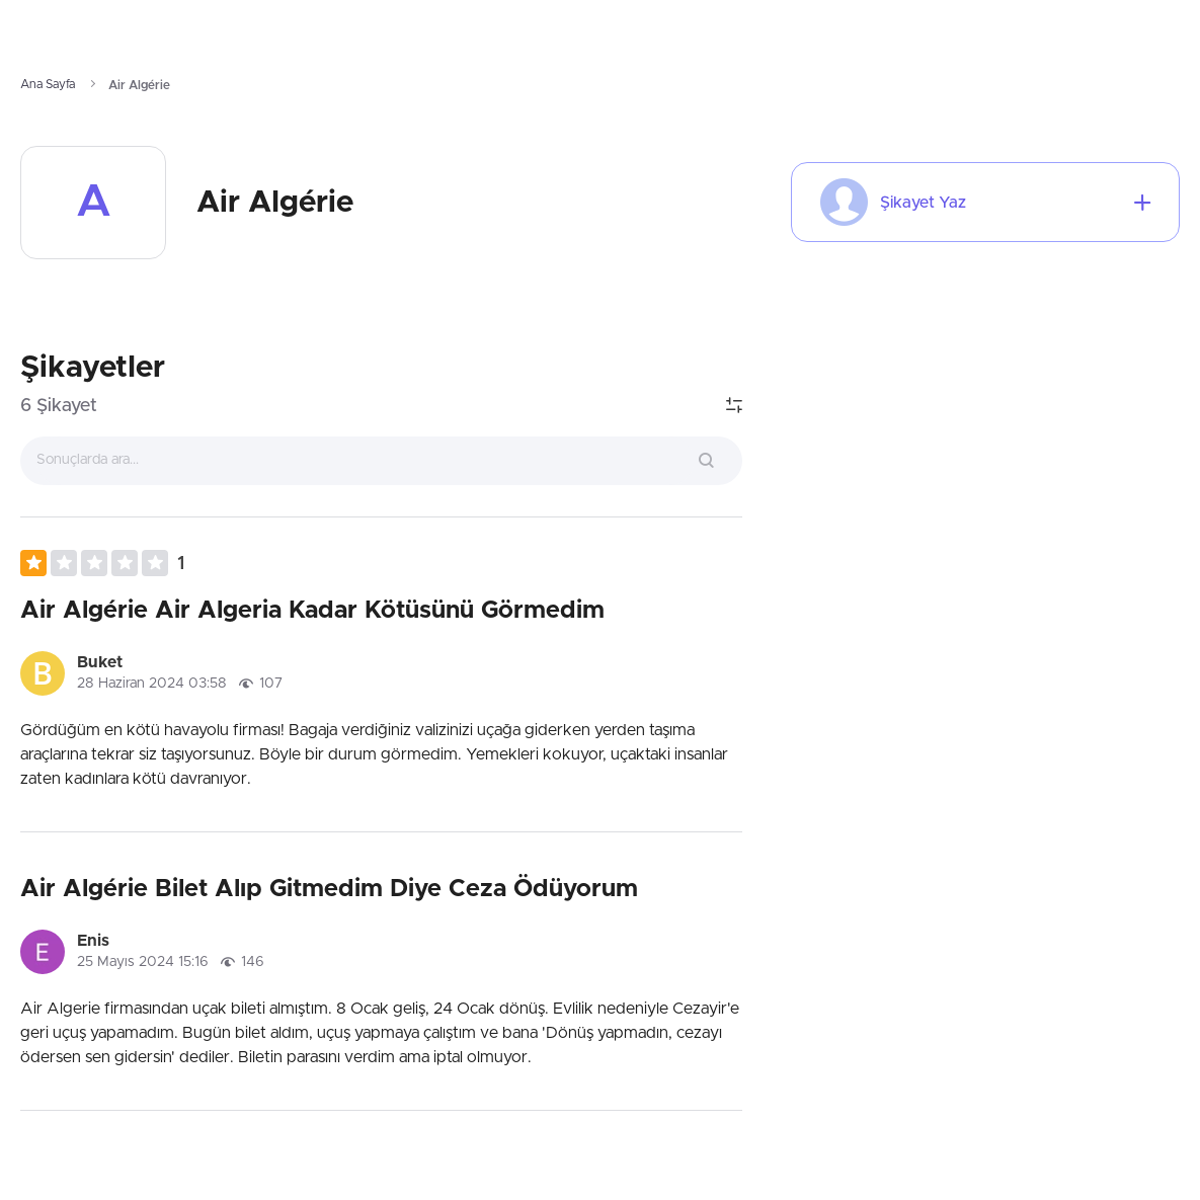 Ana Sayfa > Air Algérie
A
Air Algérie
Şikayet Yaz
Şikayetler
6 Şikayet
Sonuçlarda ara...
1
Air Algérie Air Algeria Kadar Kötüsünü Görmedim
B
Buket
28 Haziran 2024 03:58 107
Gördüğüm en kötü havayolu firması! Bagaja verdiğiniz valizinizi uçağa giderken yerden taşıma
araçlarına tekrar siz taşıyorsunuz. Böyle bir durum görmedim. Yemekleri kokuyor, uçaktaki insanlar
zaten kadınlara kötü davranıyor.
Air Algérie Bilet Alıp Gitmedim Diye Ceza Ödüyorum
E
Enis
25 Mayıs 2024 15:16 146
Air Algerie firmasından uçak bileti almıştım. 8 Ocak geliş, 24 Ocak dönüş. Evlilik nedeniyle Cezayir'e
geri uçuş yapamadım. Bugün bilet aldım, uçuş yapmaya çalıştım ve bana 'Dönüş yapmadın, cezayı
ödersen sen gidersin' dediler. Biletin parasını verdim ama iptal olmuyor.